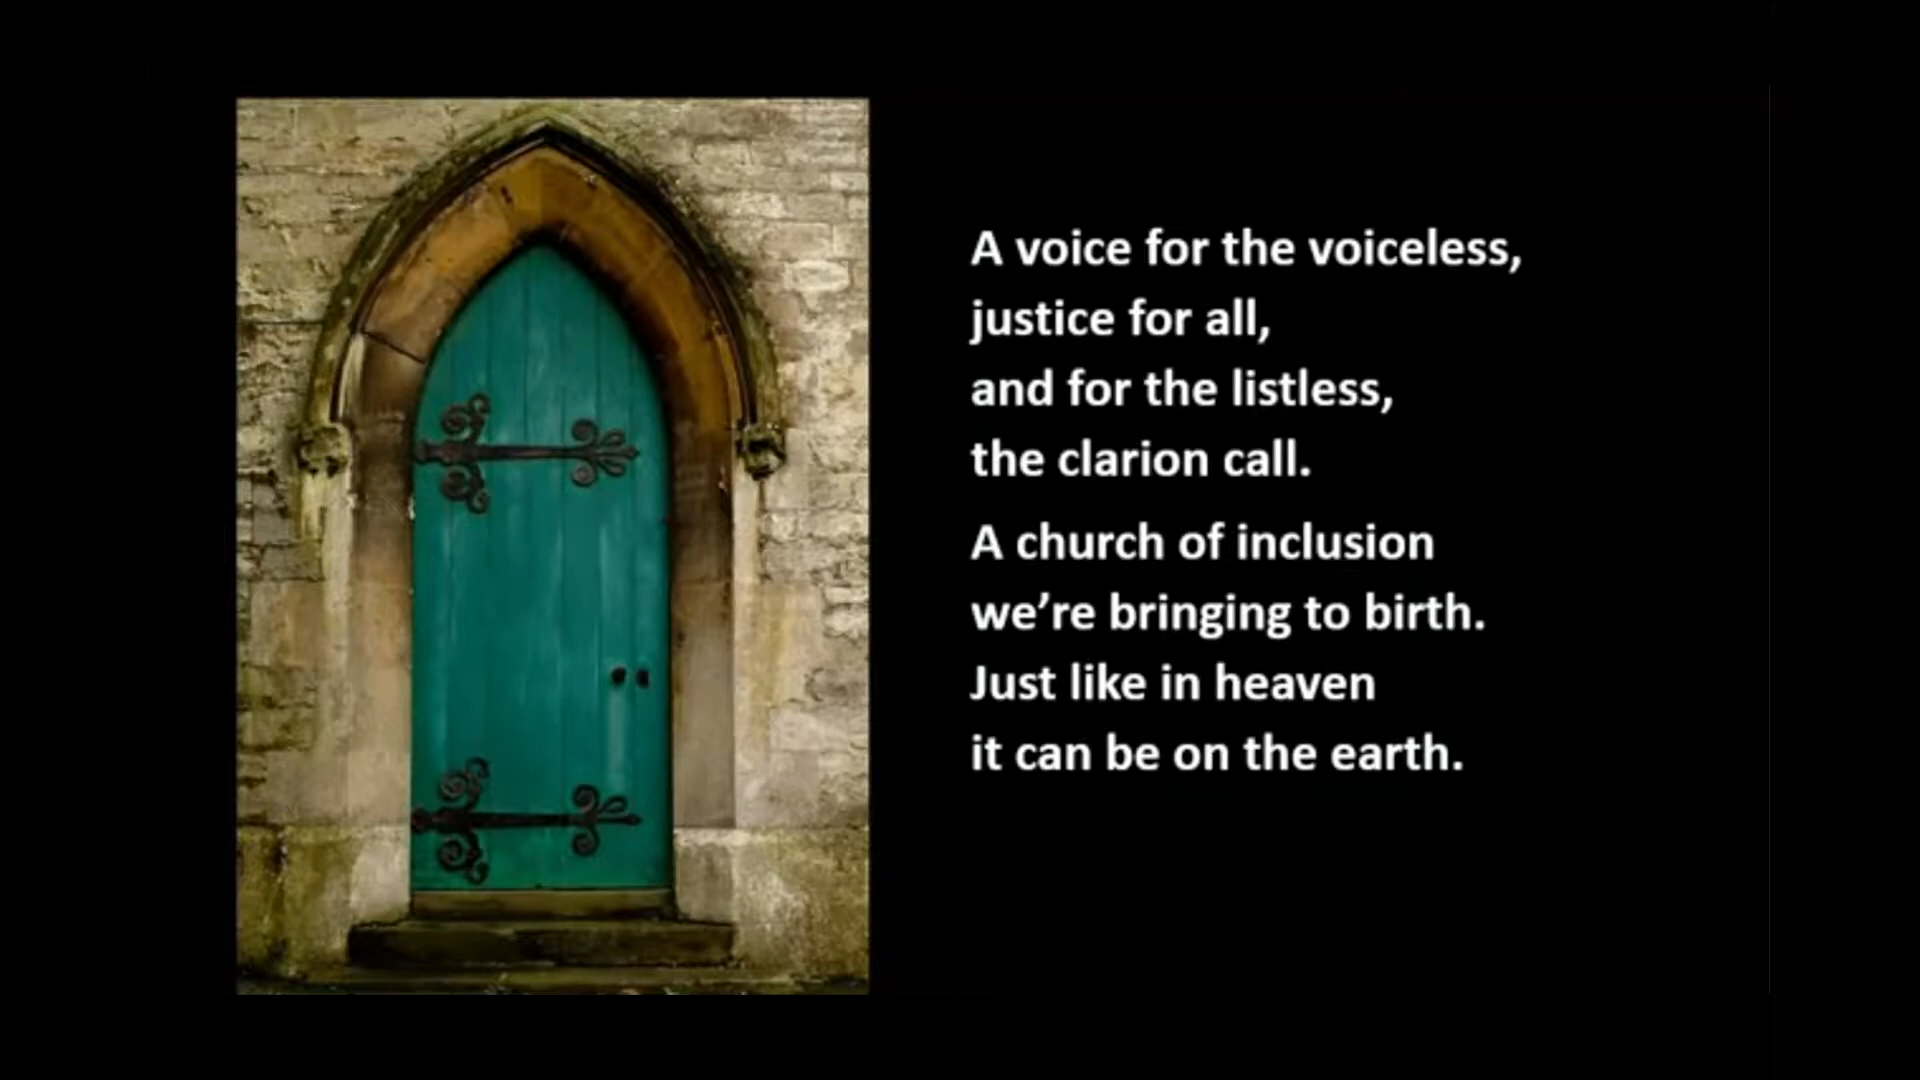 A voice for the voiceless,
justice for all,
and for the listless,
the clarion call.
A church of inclusion
we’re bringing to birth.
Just like in heaven
it can be on the earth.